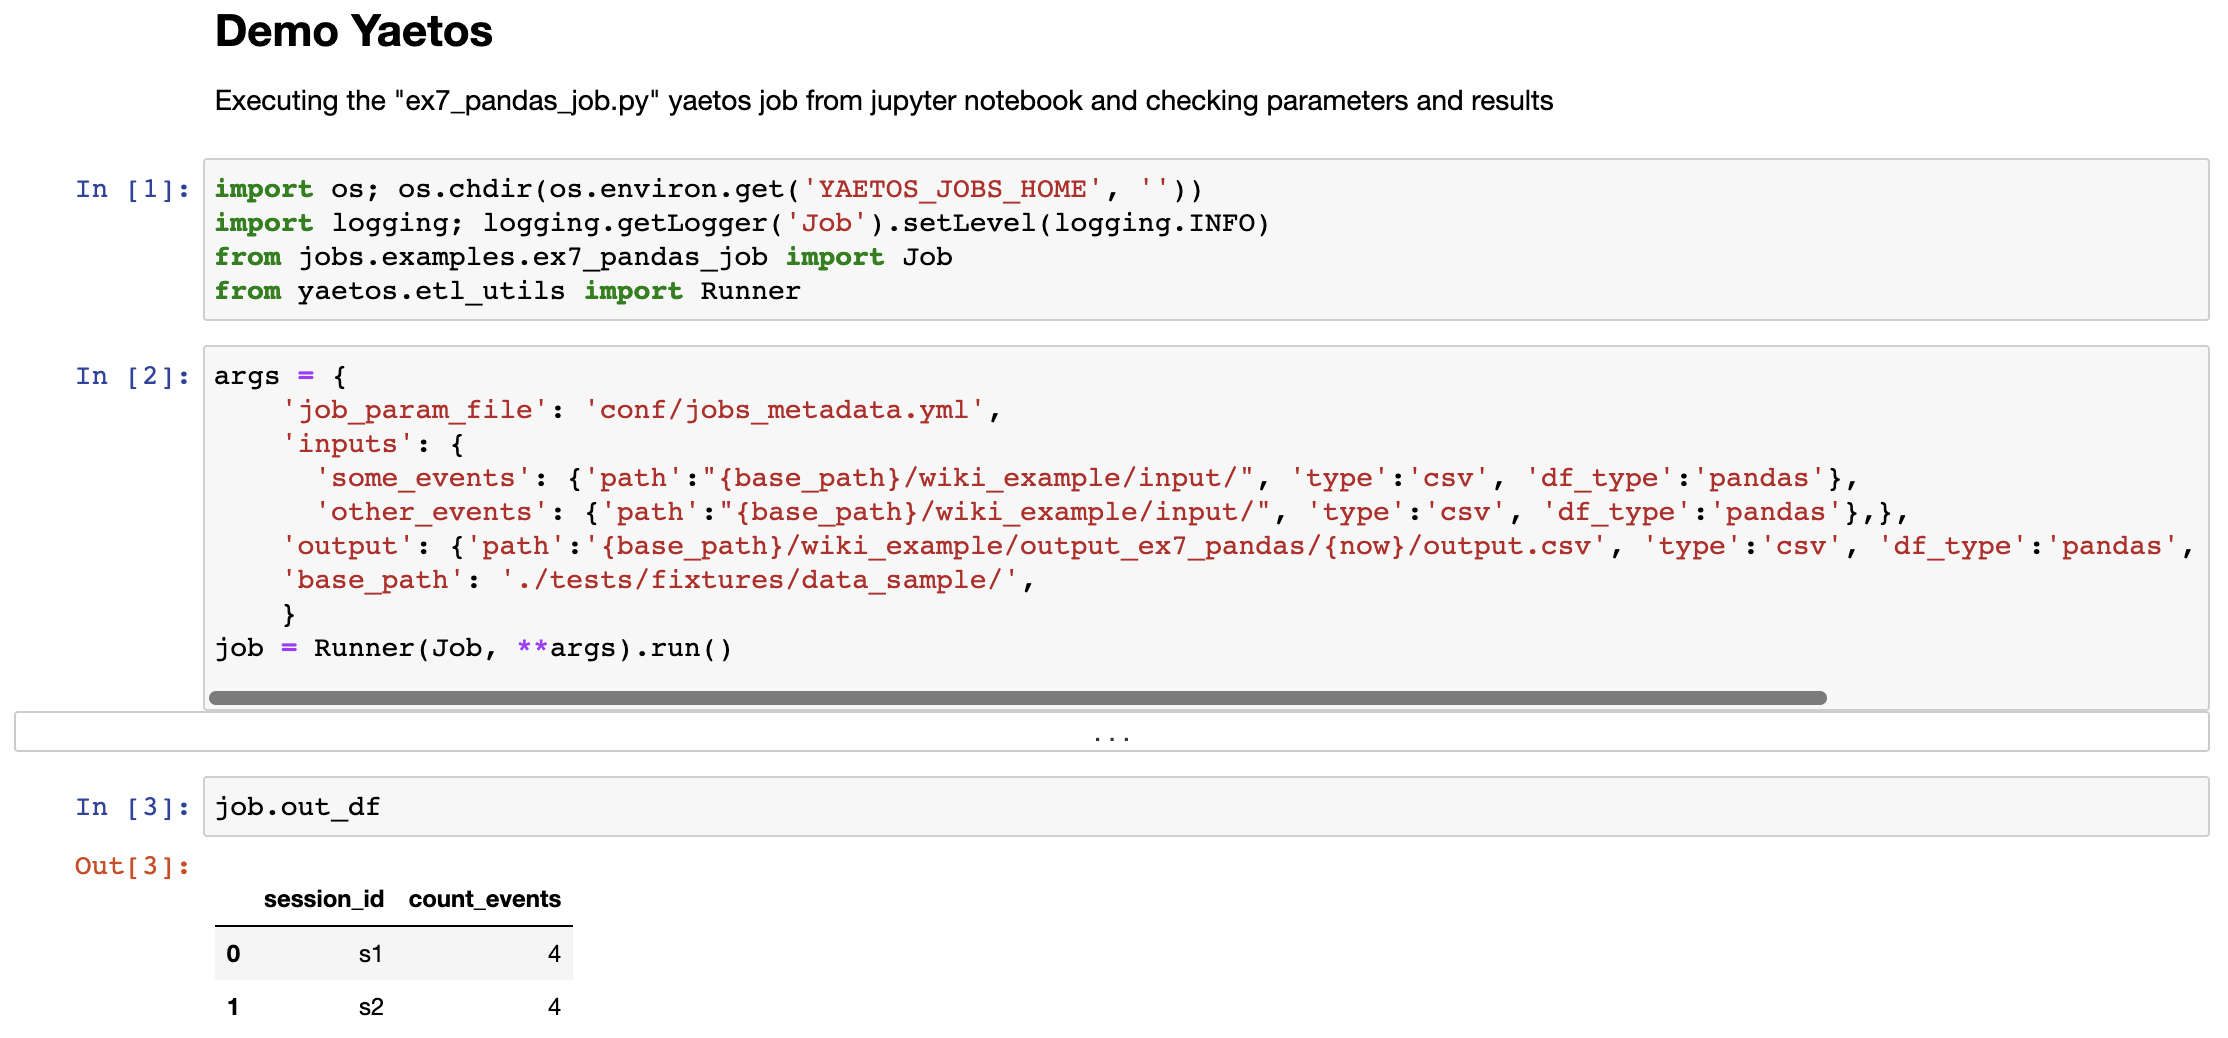 Demo Yaetos
Executing the "ex7_pandas_job.py" yaetos job from jupyter notebook and checking parameters and results
In [1]:
import os; os.chdir(os.environ.get('YAETOS_JOBS_HOME', ''))
import logging; logging.getLogger('Job').setLevel(logging.INFO)
from jobs.examples.ex7_pandas_job import Job
from yaetos.etl_utils import Runner
In [2]:
args = {
    'job_param_file': 'conf/jobs_metadata.yml',
    'inputs': {
      'some_events': {'path':"{base_path}/wiki_example/input/", 'type':'csv', 'df_type':'pandas'},
      'other_events': {'path':"{base_path}/wiki_example/input/", 'type':'csv', 'df_type':'pandas'},},
    'output': {'path':'{base_path}/wiki_example/output_ex7_pandas/{now}/output.csv', 'type':'csv', 'df_type':'pandas',
    'base_path': './tests/fixtures/data_sample/',
    }
job = Runner(Job, **args).run()
...
In [3]:
job.out_df
Out[3]:
session_id count_events
0 s1 4
1 s2 4